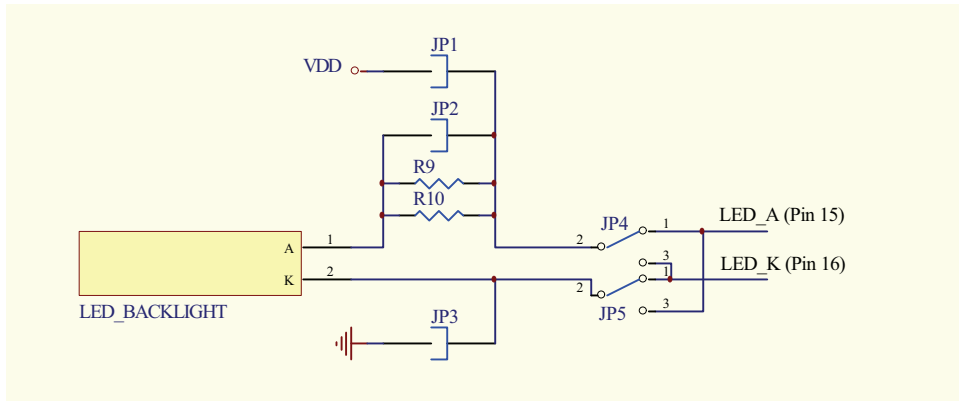 JP1
VDD
JP2
R9
R10
JP4
1
LED_A (Pin 15)
A
1
2
3
LED_K (Pin 16)
K
2
1
2
LED_BACKLIGHT
JP5
3
JP3